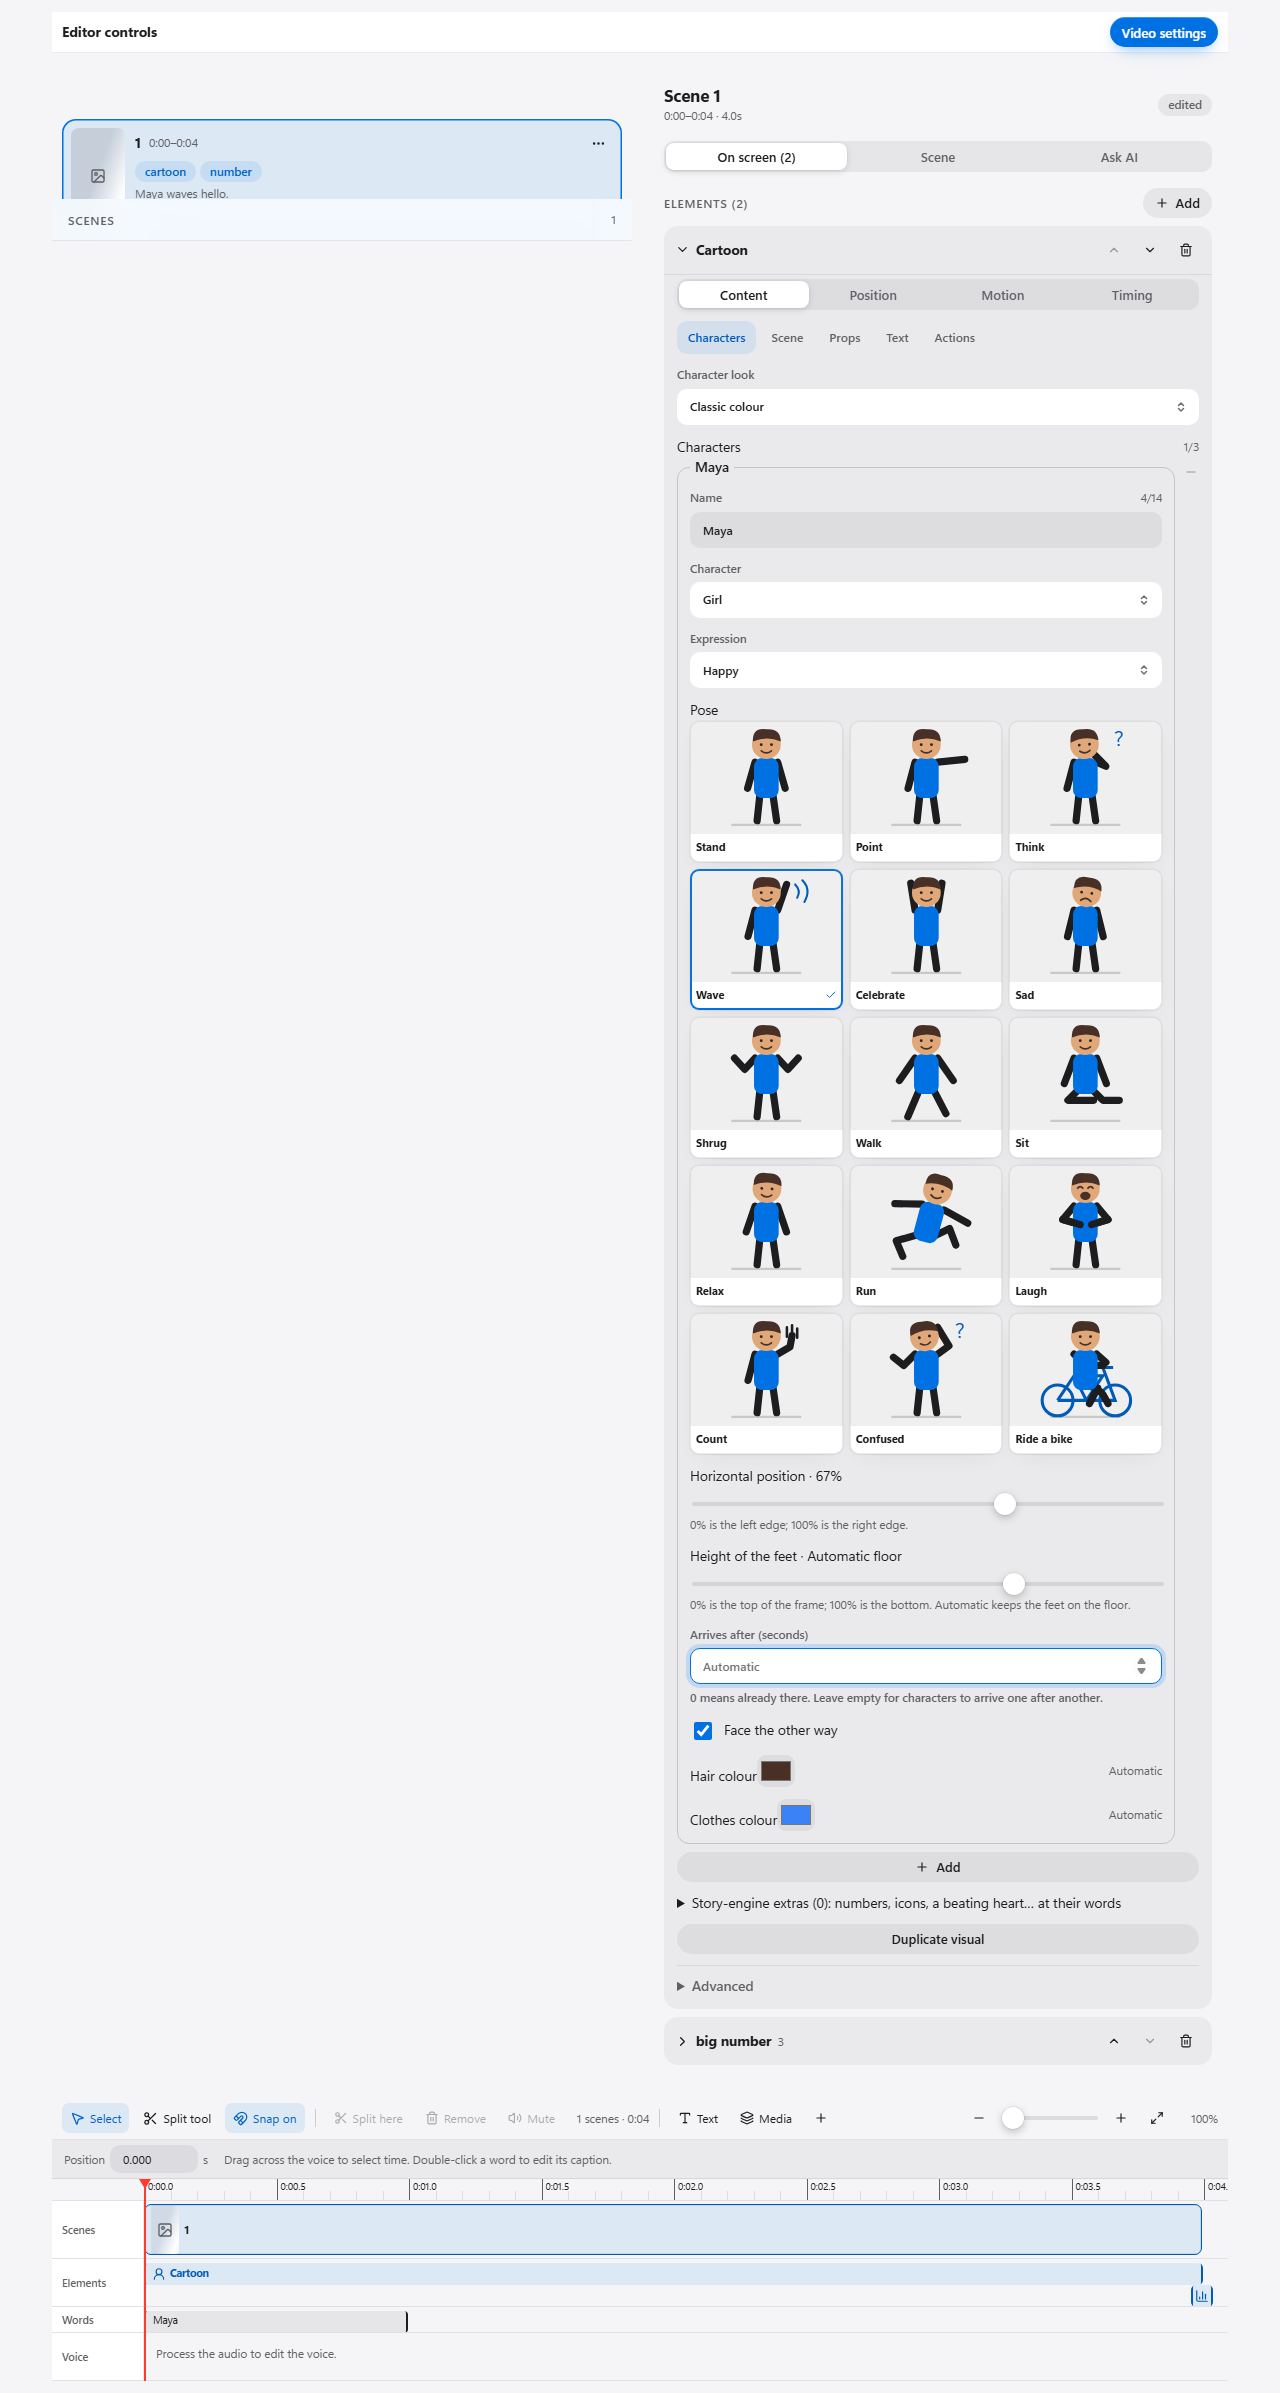 Editor controls
Video settings
1 0:00–0:04
cartoon number
Maya waves hello.
SCENES 1
Scene 1
0:00–0:04 · 4.0s
edited
On screen (2) Scene Ask AI
ELEMENTS (2)
+ Add
Cartoon
Content Position Motion Timing
Characters Scene Props Text Actions
Character look
Classic colour
Characters 1/3
Maya
Name 4/14
Maya
Character
Girl
Expression
Happy
Pose
?
Stand Point Think
Wave Celebrate Sad
Shrug Walk Sit
Relax Run Laugh
?
Count Confused Ride a bike
Horizontal position · 67%
0% is the left edge; 100% is the right edge.
Height of the feet · Automatic floor
0% is the top of the frame; 100% is the bottom. Automatic keeps the feet on the floor.
Arrives after (seconds)
Automatic
0 means already there. Leave empty for characters to arrive one after another.
Face the other way
Hair colour Automatic
Clothes colour Automatic
+ Add
Story-engine extras (0): numbers, icons, a beating heart… at their words
Duplicate visual
Advanced
big number 3
Select Split tool Snap on Split here Remove Mute 1 scenes · 0:04 Text Media + − + 100%
Position 0.000 s Drag across the voice to select time. Double-click a word to edit its caption.
0:00.0 0:00.5 0:01.0 0:01.5 0:02.0 0:02.5 0:03.0 0:03.5 0:04.
Scenes 1
Elements Cartoon
Words Maya
Voice Process the audio to edit the voice.